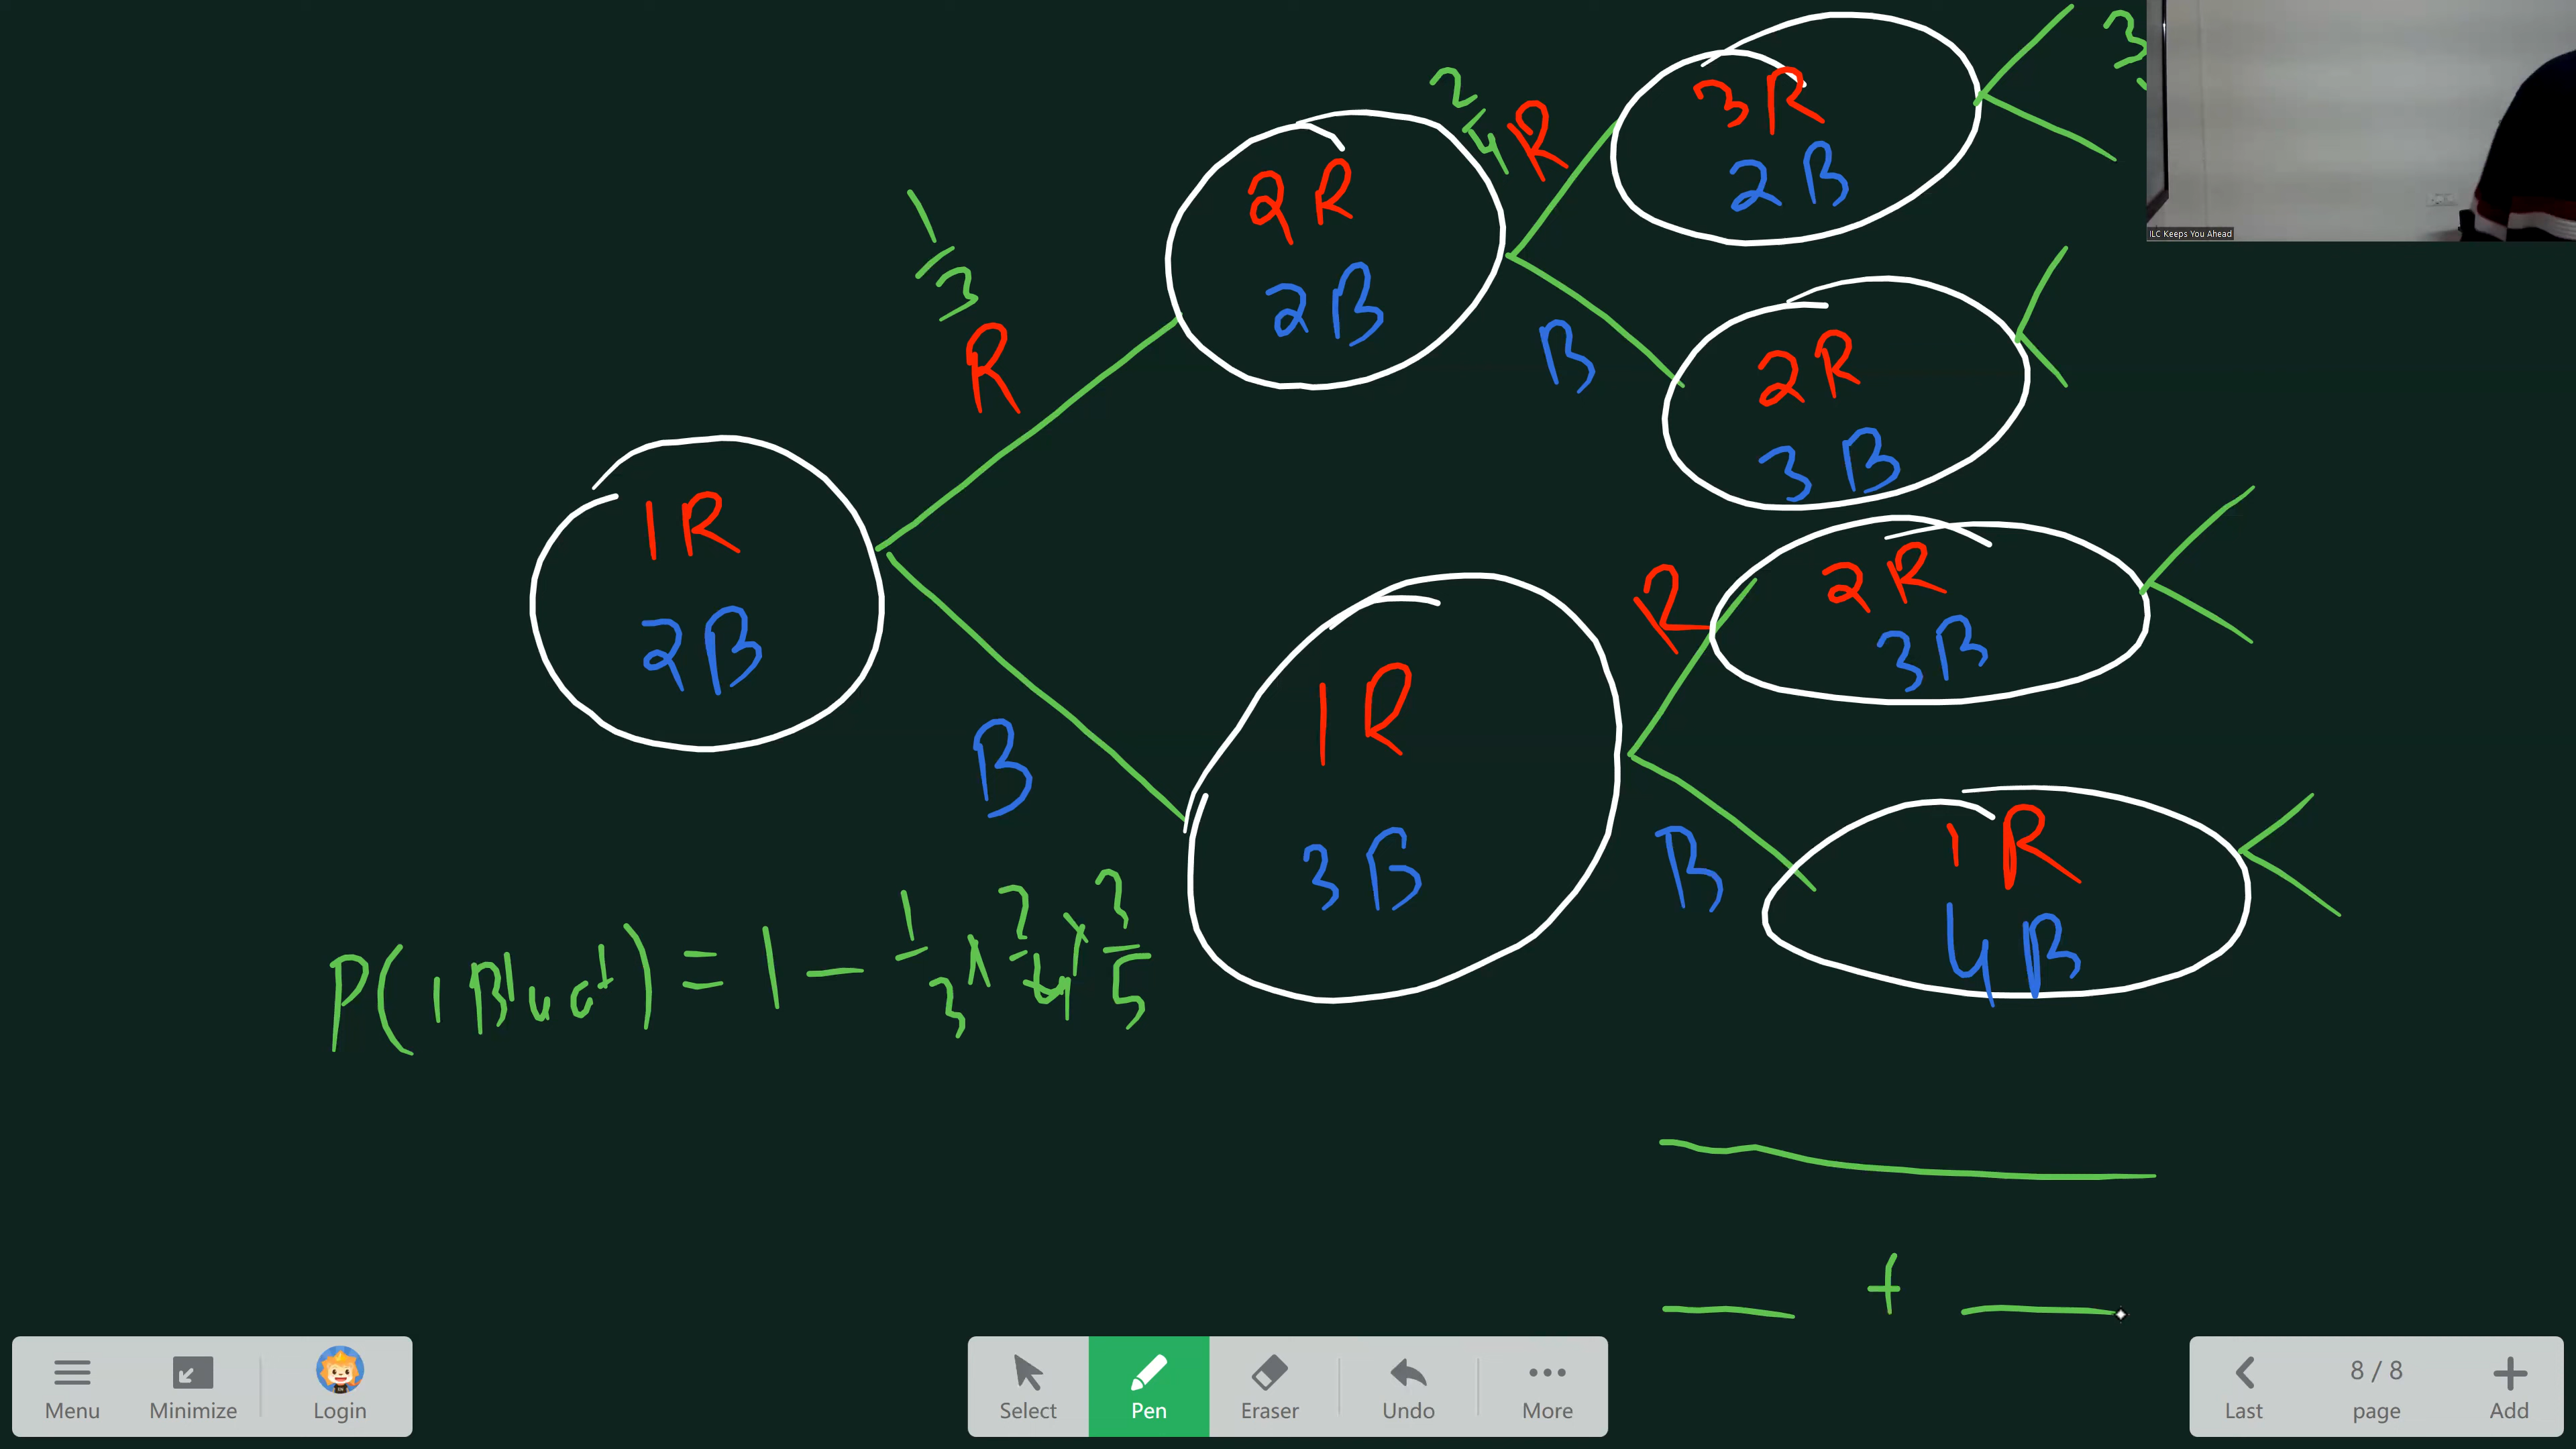 3
2/4
R
3R
2B
ILC Keeps You Ahead
1/3
R
2R
2B
B
2R
3B
1R
2B
R
2R
3B
B
1R
3B
B
1R
4B
P(1 Blue at) = 1 - 1/3 x 2/4 x 3/5
+
Menu
Minimize
Login
Select
Pen
Eraser
Undo
More
Last
8 / 8
page
Add